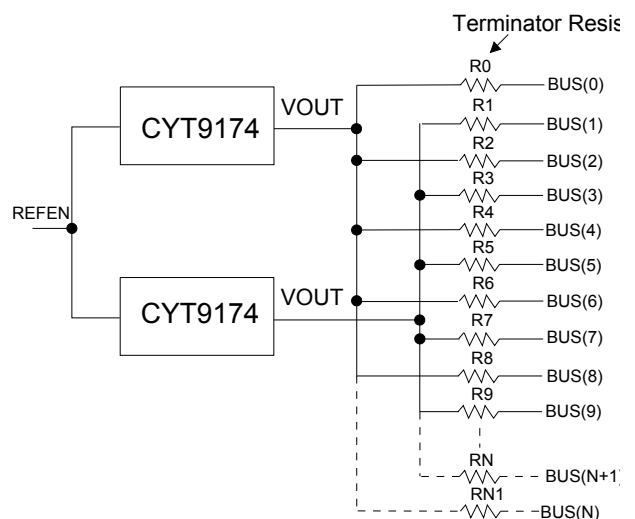 Terminator Resis
R0
BUS(0)
R1
BUS(1)
R2
BUS(2)
R3
BUS(3)
R4
BUS(4)
R5
BUS(5)
R6
BUS(6)
R7
BUS(7)
R8
BUS(8)
R9
BUS(9)
RN
BUS(N+1)
RN1
BUS(N)
CYT9174
VOUT
REFEN
CYT9174
VOUT